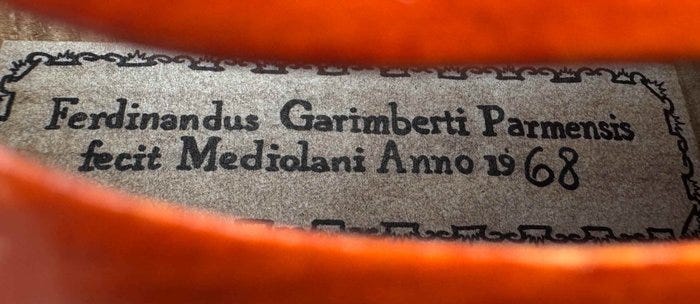 Ferdinandus Garimberti Parmensis
fecit Mediolani Anno 1968